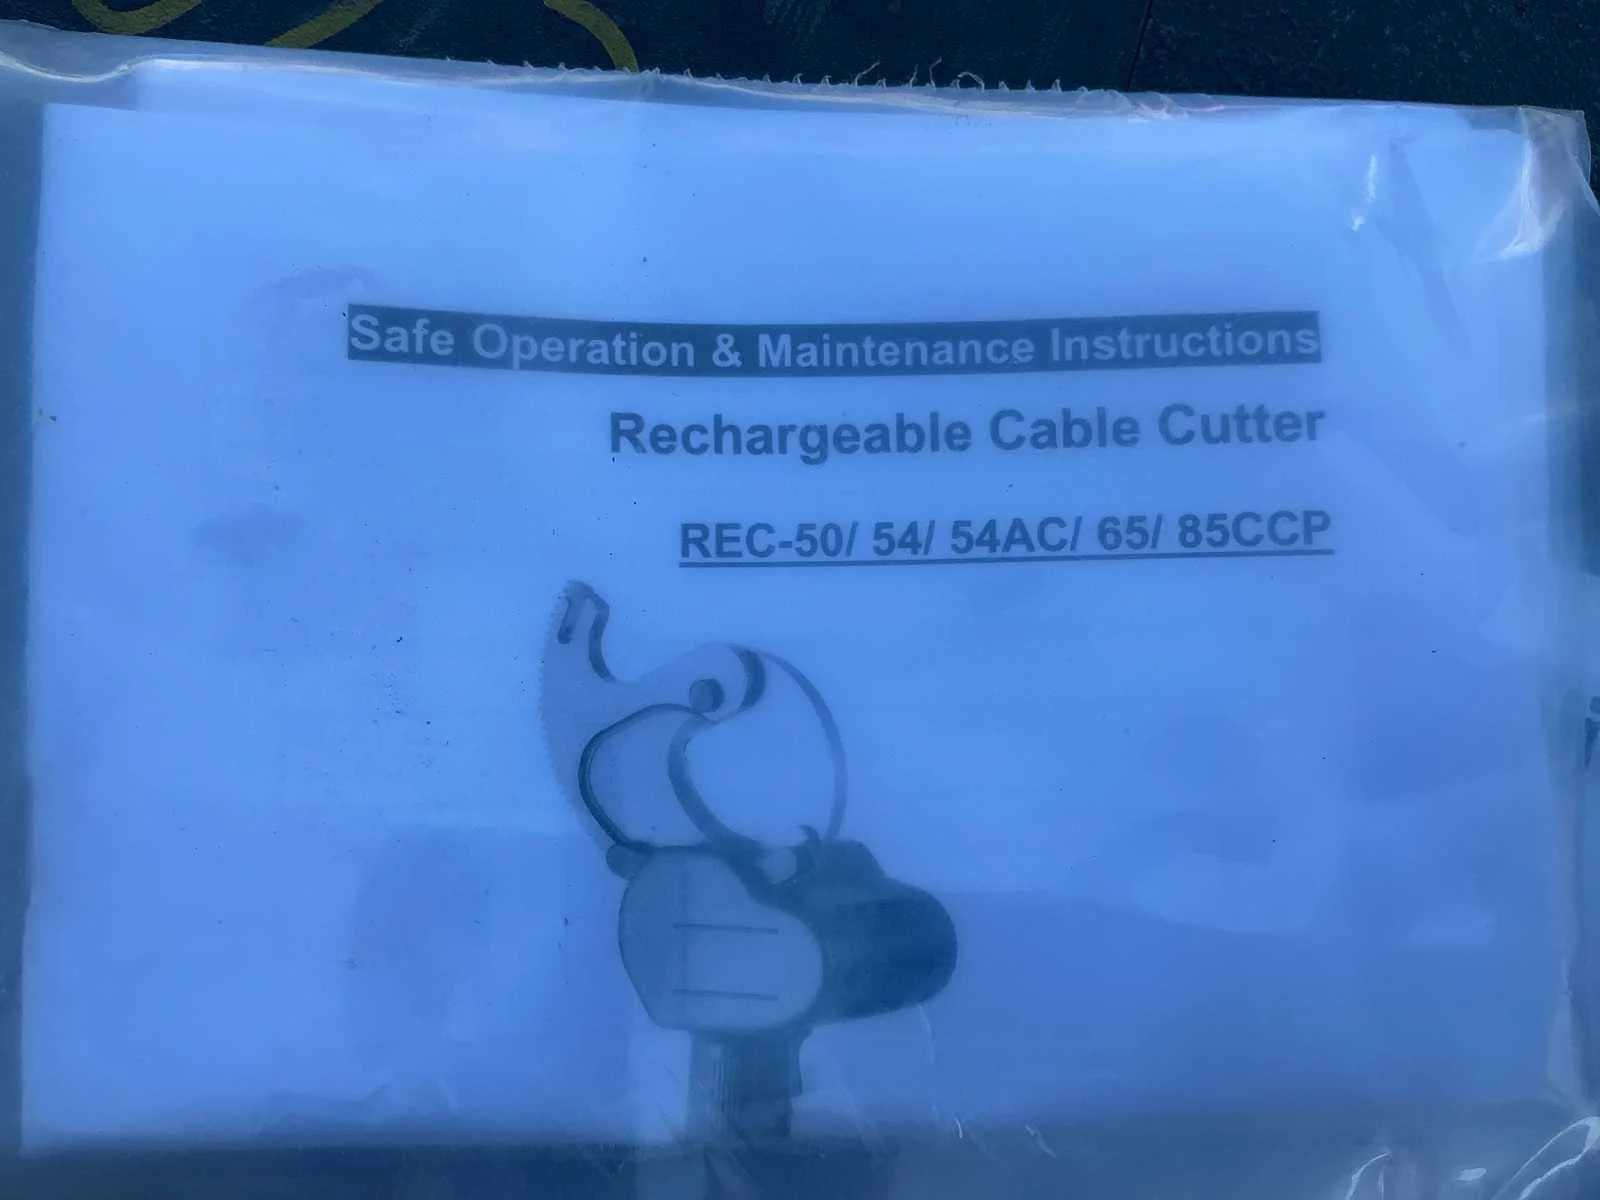 Safe Operation & Maintenance Instructions
Rechargeable Cable Cutter
REC-50/ 54/ 54AC/ 65/ 85CCP